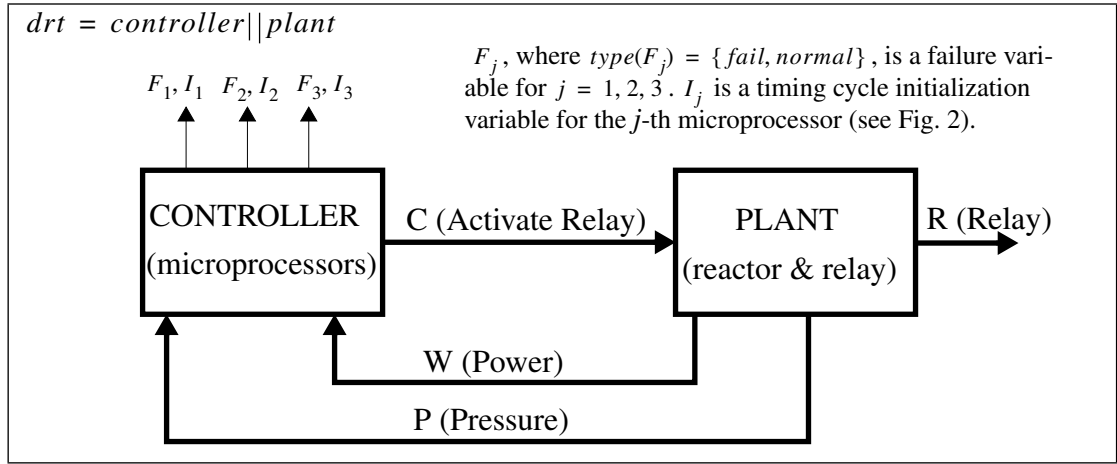 drt = controller||plant
F_j, where type(F_j) = {fail, normal}, is a failure vari-
able for j = 1, 2, 3 . I_j is a timing cycle initialization
variable for the j-th microprocessor (see Fig. 2).
F_1, I_1 F_2, I_2 F_3, I_3
CONTROLLER
(microprocessors)
C (Activate Relay)
PLANT
(reactor & relay)
R (Relay)
W (Power)
P (Pressure)